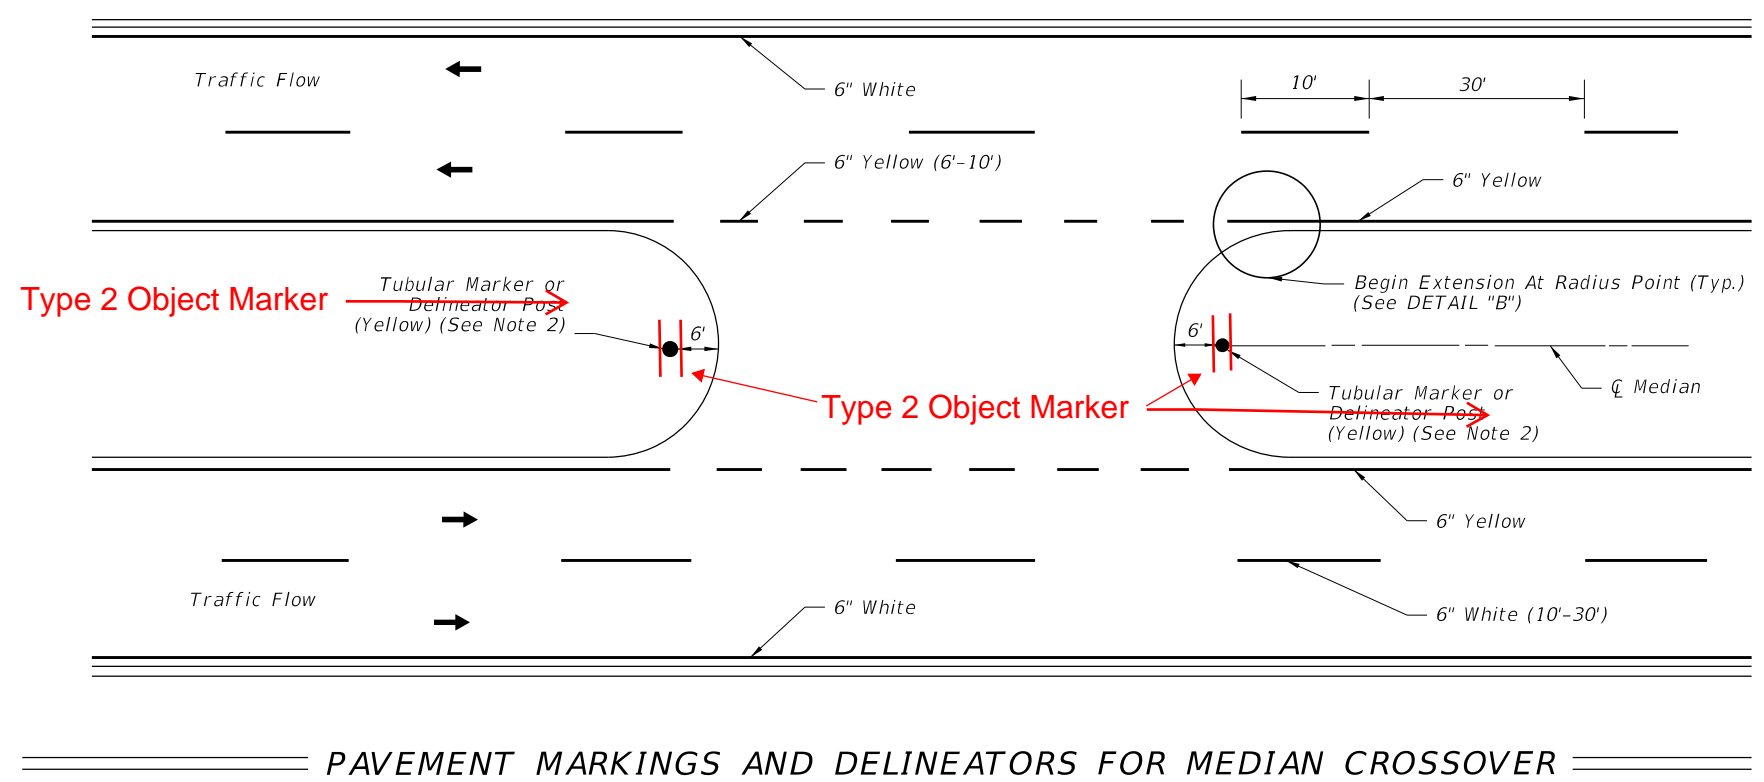 Traffic Flow
6" White
10'
30'
6" Yellow (6'-10')
6" Yellow
Tubular Marker or
Delineator Post
(Yellow) (See Note 2)
Type 2 Object Marker
6'
6'
Begin Extension At Radius Point (Typ.)
(See DETAIL "B")
℄ Median
Type 2 Object Marker
Tubular Marker or
Delineator Post
(Yellow) (See Note 2)
6" Yellow
Traffic Flow
6" White
6" White (10'-30')
PAVEMENT MARKINGS AND DELINEATORS FOR MEDIAN CROSSOVER